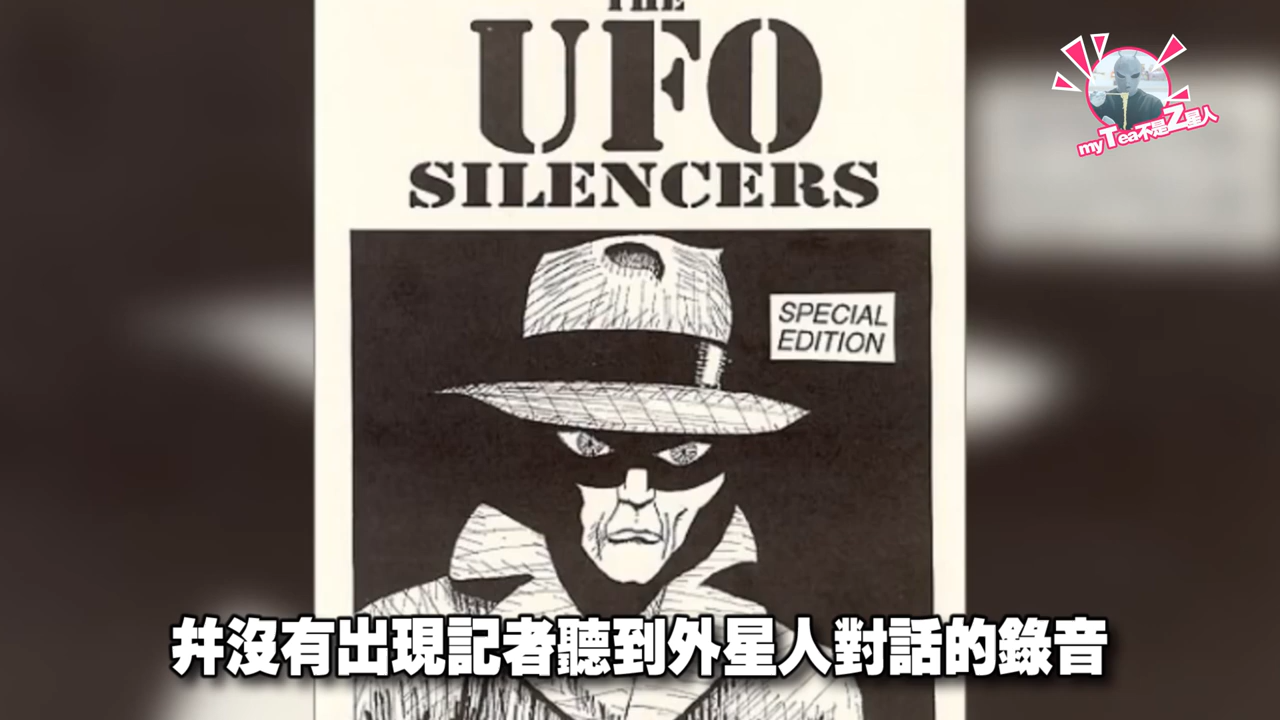 THE
UFO
SILENCERS
SPECIAL
EDITION
myTea不是Z星人
并沒有出現記者聽到外星人對話的錄音